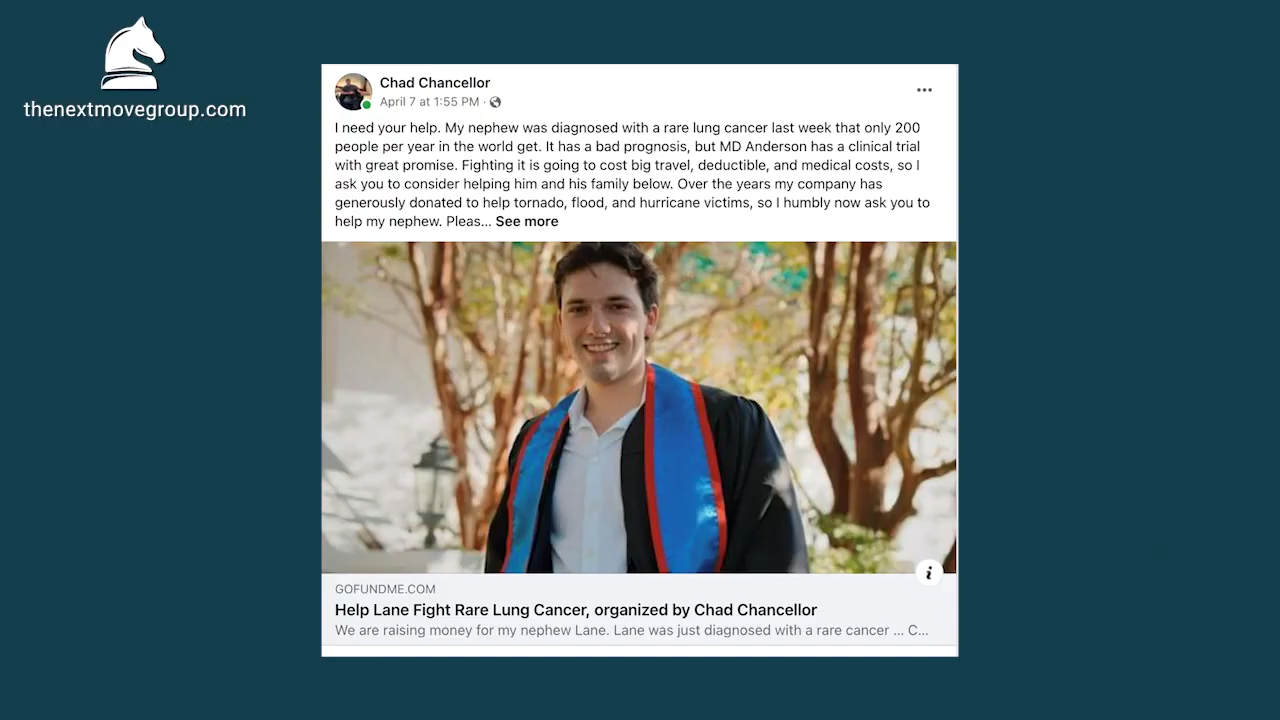 thenextmovegroup.com
Chad Chancellor
April 7 at 1:55 PM ·
I need your help. My nephew was diagnosed with a rare lung cancer last week that only 200
people per year in the world get. It has a bad prognosis, but MD Anderson has a clinical trial
with great promise. Fighting it is going to cost big travel, deductible, and medical costs, so I
ask you to consider helping him and his family below. Over the years my company has
generously donated to help tornado, flood, and hurricane victims, so I humbly now ask you to
help my nephew. Pleas... See more
i
GOFUNDME.COM
Help Lane Fight Rare Lung Cancer, organized by Chad Chancellor
We are raising money for my nephew Lane. Lane was just diagnosed with a rare cancer ... C...